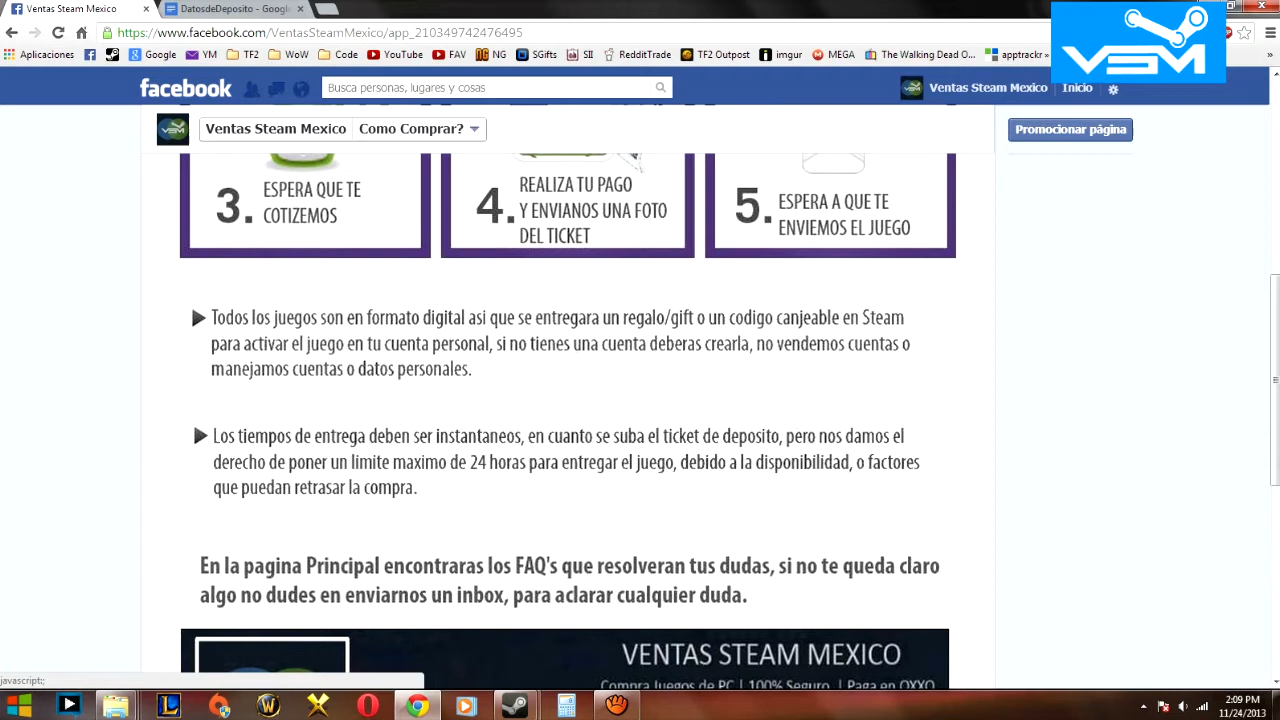 Ventas Steam Mexico
DatosdeDeposito - Google
https://www.facebook.com/VentasSteamMexico/app_210349742476495
Aplicaciones
Google
YM
TF2
WoW
YouTube
NG
SGifts
SII
RedditTrade
TF2 Outpost
imgur
MEGA
The Walking Dead O...
apptrackr
VSM
facebook
Busca personas, lugares y cosas
Ventas Steam Mexico
Inicio
VSM
Ventas Steam Mexico
Como Comprar?
Promocionar página
3. ESPERA QUE TE
COTIZEMOS
4. REALIZA TU PAGO
Y ENVIANOS UNA FOTO
DEL TICKET
5. ESPERA A QUE TE
ENVIEMOS EL JUEGO
Todos los juegos son en formato digital asi que se entregara un regalo/gift o un codigo canjeable en Steam
para activar el juego en tu cuenta personal, si no tienes una cuenta deberas crearla, no vendemos cuentas o
manejamos cuentas o datos personales.
Los tiempos de entrega deben ser instantaneos, en cuanto se suba el ticket de deposito, pero nos damos el
derecho de poner un limite maximo de 24 horas para entregar el juego, debido a la disponibilidad, o factores
que puedan retrasar la compra.
En la pagina Principal encontraras los FAQ's que resolveran tus dudas, si no te queda claro
algo no dudes en enviarnos un inbox, para aclarar cualquier duda.
VENTAS STEAM MEXICO
Compra Juegos de PC | 100% Seguro | Paga en OXXO
javascript:;
2:09 PM
11/24/2013